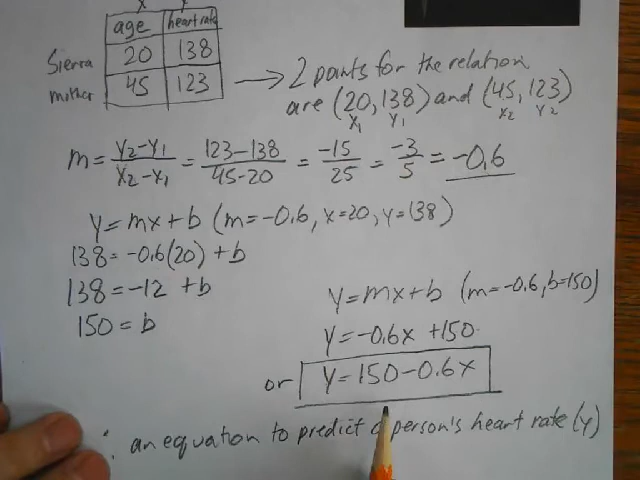 x y
age heart rate
Sierra 20 138
mother 45 123
→ 2 points for the relation
are (20, 138) and (45, 123)
x₁ y₁ x₂ y₂
m = y₂-y₁/x₂-x₁ = 123-138/45-20 = -15/25 = -3/5 = -0.6
y = mx + b (m = -0.6, x = 20, y = 138)
138 = -0.6(20) + b
138 = -12 + b
150 = b
y = mx + b (m = -0.6, b = 150)
y = -0.6x + 150
or y = 150 - 0.6x
∴ an equation to predict a person's heart rate (y)